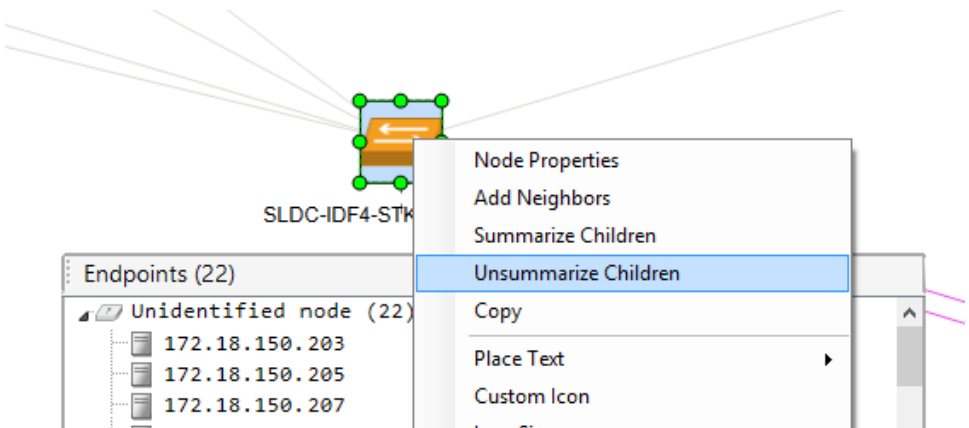 Node Properties
Add Neighbors
SLDC-IDF4-STK
Summarize Children
Endpoints (22)
Unsummarize Children
Unidentified node (22)
Copy
172.18.150.203
Place Text
172.18.150.205
Custom Icon
172.18.150.207